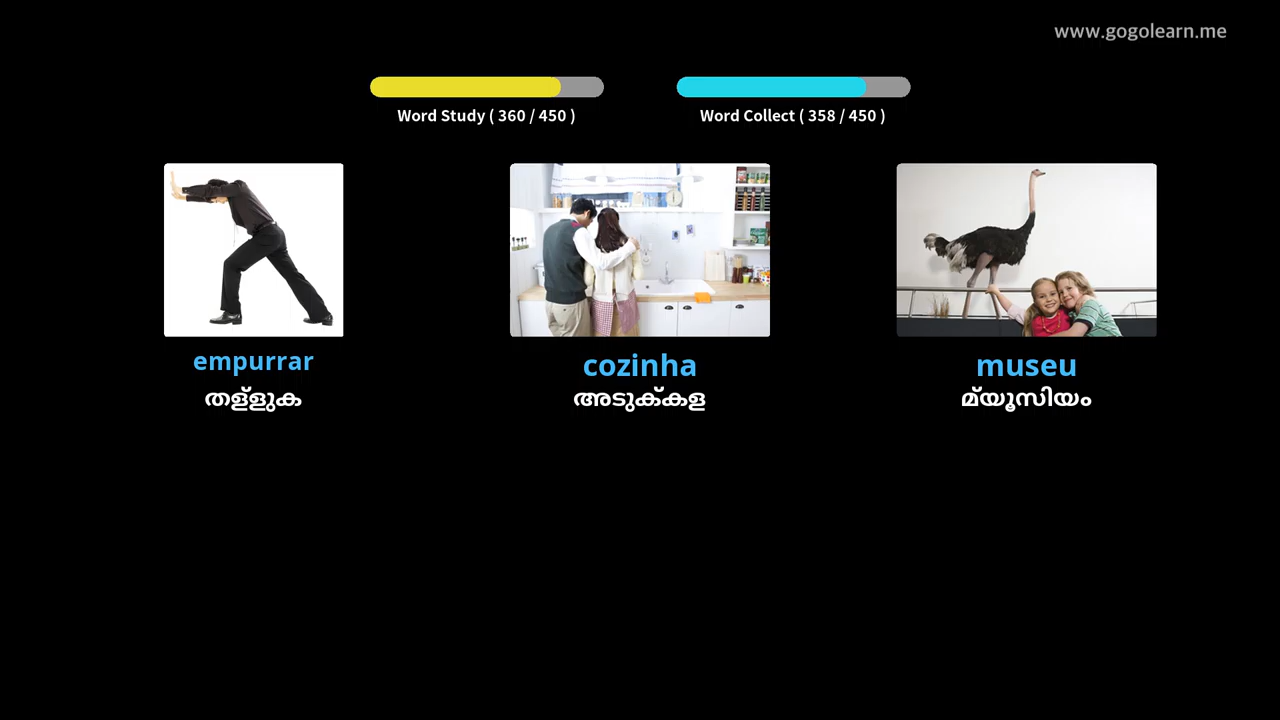 www.gogolearn.me
Word Study ( 360 / 450 )
Word Collect ( 358 / 450 )
empurrar
തള്ളുക
cozinha
അടുക്കള
museu
മ്യൂസിയം